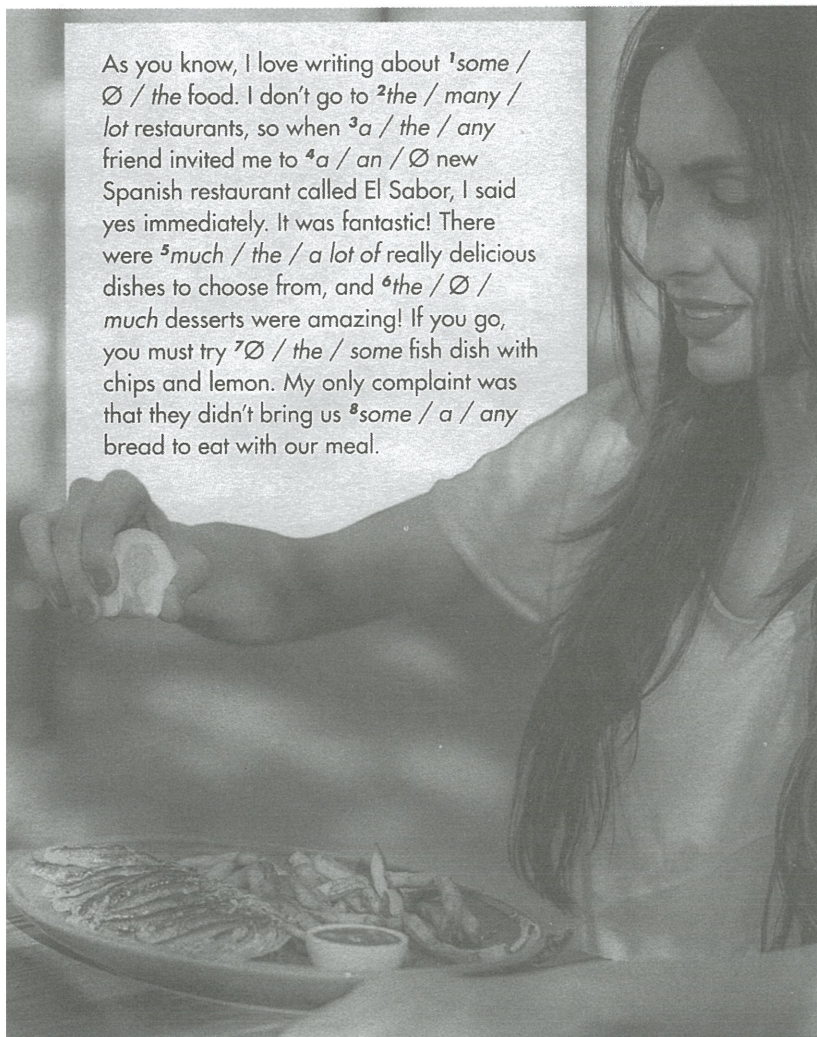 As you know, I love writing about ¹some /
Ø / the food. I don't go to ²the / many /
lot restaurants, so when ³a / the / any
friend invited me to ⁴a / an / Ø new
Spanish restaurant called El Sabor, I said
yes immediately. It was fantastic! There
were ⁵much / the / a lot of really delicious
dishes to choose from, and ⁶the / Ø /
much desserts were amazing! If you go,
you must try ⁷Ø / the / some fish dish with
chips and lemon. My only complaint was
that they didn't bring us ⁸some / a / any
bread to eat with our meal.